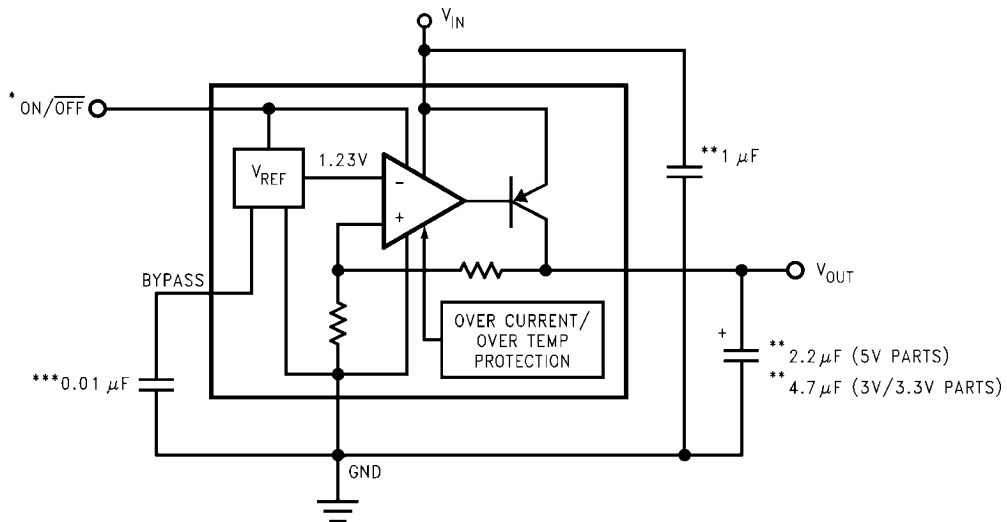 V_IN
* ON/O̅F̅F̅
** 1 μF
V_REF
1.23V
−
+
BYPASS
V_OUT
OVER CURRENT/
OVER TEMP
PROTECTION
+
** 2.2 μF (5V PARTS)
** 4.7 μF (3V/3.3V PARTS)
*** 0.01 μF
GND